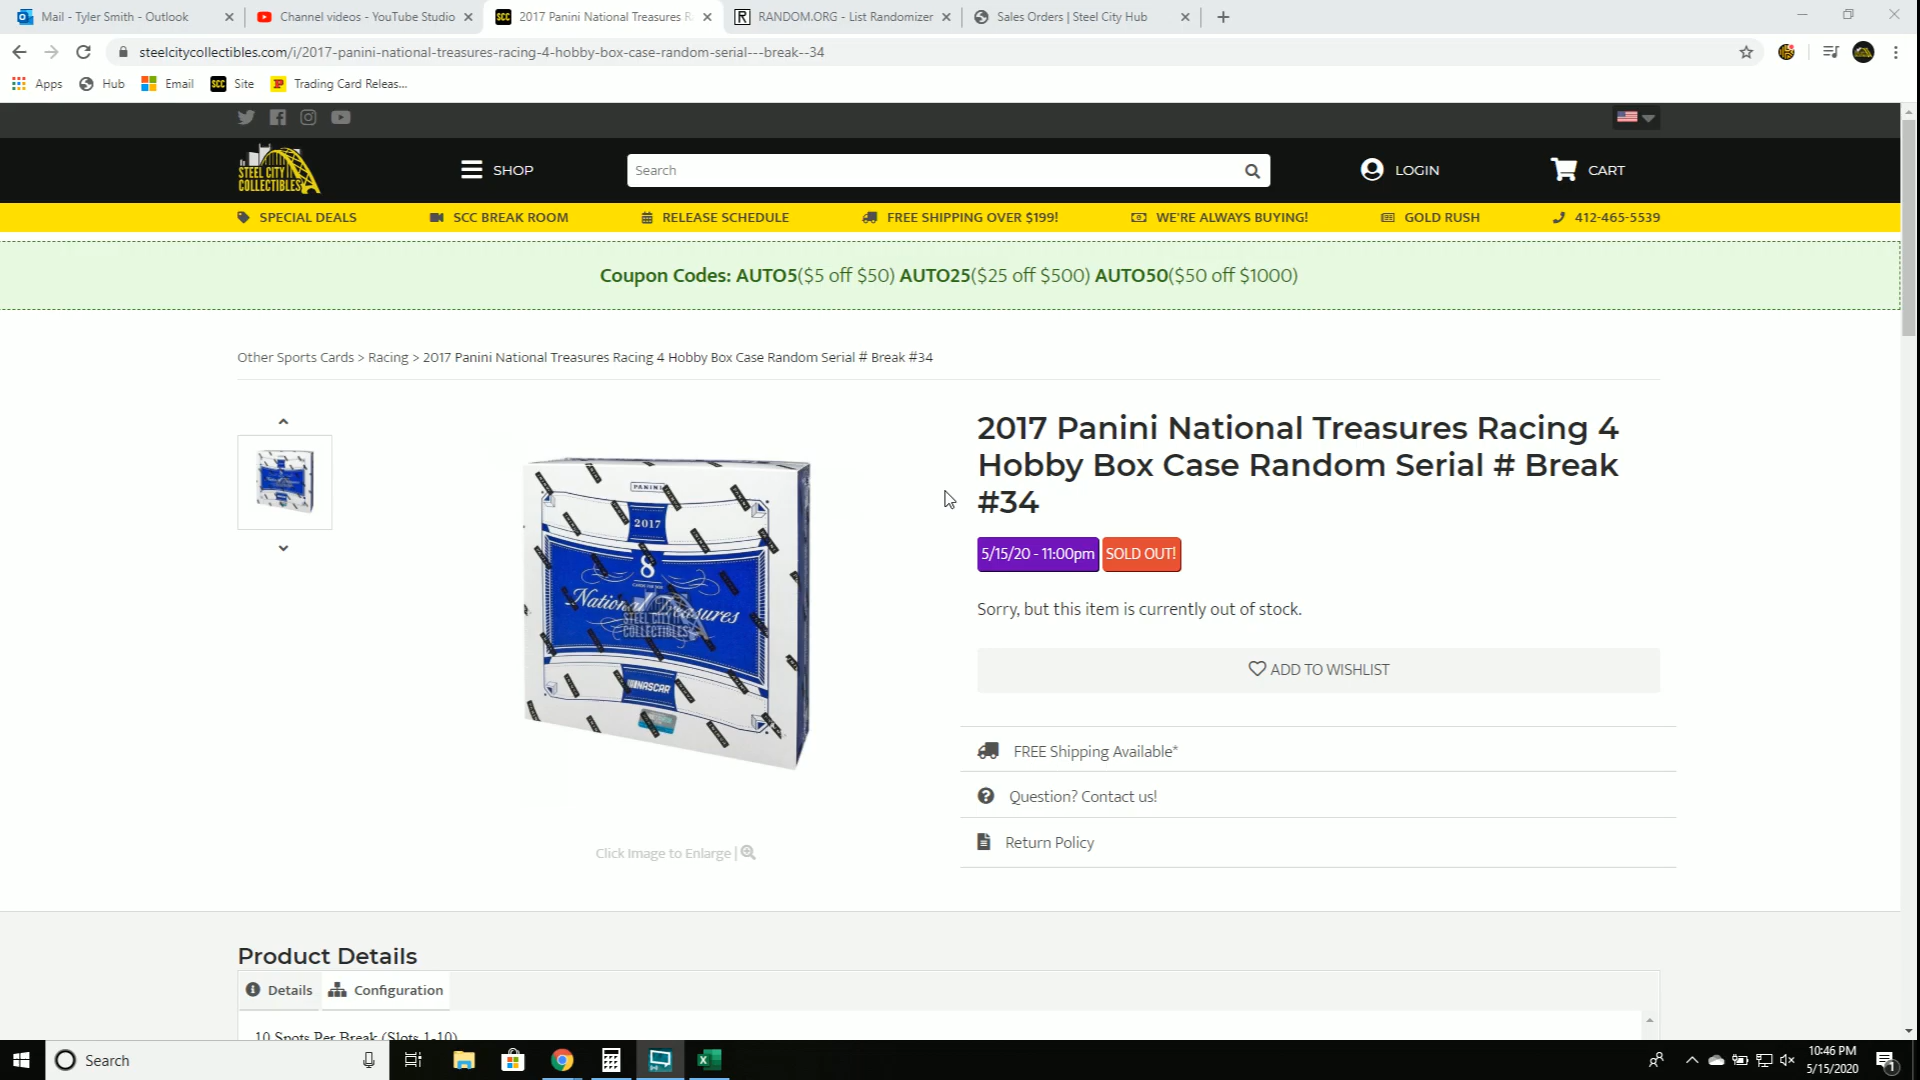 Mail - Tyler Smith - Outlook
Channel videos - YouTube Studio
SCC
2017 Panini National Treasures R
RANDOM.ORG - List Randomizer
Sales Orders | Steel City Hub
steelcitycollectibles.com/i/2017-panini-national-treasures-racing-4-hobby-box-case-random-serial---break--34
Apps
Hub
Email
SCC
Site
Trading Card Releas...
STEEL CITY
COLLECTIBLES
SHOP
Search
LOGIN
CART
SPECIAL DEALS
SCC BREAK ROOM
RELEASE SCHEDULE
FREE SHIPPING OVER $199!
WE'RE ALWAYS BUYING!
GOLD RUSH
412-465-5539
Coupon Codes: AUTO5($5 off $50) AUTO25($25 off $500) AUTO50($50 off $1000)
Other Sports Cards > Racing > 2017 Panini National Treasures Racing 4 Hobby Box Case Random Serial # Break #34
PANINI
2017
8
National Treasures
STEEL CITY
COLLECTIBLES
NASCAR
Click Image to Enlarge |
2017 Panini National Treasures Racing 4
Hobby Box Case Random Serial # Break
#34
5/15/20 - 11:00pm
SOLD OUT!
Sorry, but this item is currently out of stock.
ADD TO WISHLIST
FREE Shipping Available*
Question? Contact us!
Return Policy
Product Details
Details
Configuration
10 Spots Per Break (Slots 1-10)
Search
10:46 PM
5/15/2020
1